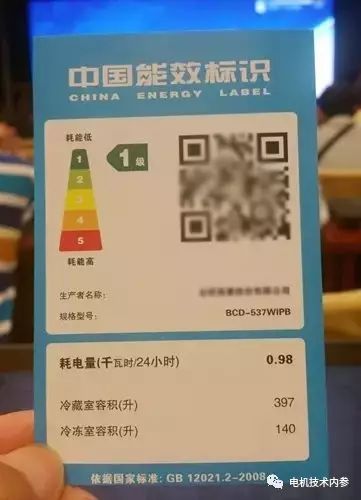 中国能效标识
CHINA ENERGY LABEL
耗能低
1
1级
2
3
4
5
耗能高
生产者名称:
规格型号: BCD-537WIPB
耗电量(千瓦时/24小时) 0.98
冷藏室容积(升) 397
冷冻室容积(升) 140
依据国家标准: GB 12021.2-2008
电机技术内参